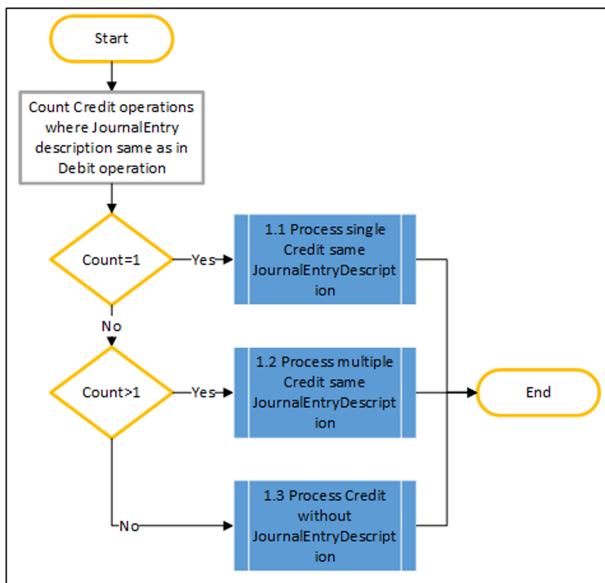 Start
Count Credit operations
where JournalEntry
description same as in
Debit operation
Count=1
Yes
1.1 Process single
Credit same
JournalEntryDescript
ion
No
Count>1
Yes
1.2 Process multiple
Credit same
JournalEntryDescript
ion
End
No
1.3 Process Credit
without
JournalEntryDescript
ion